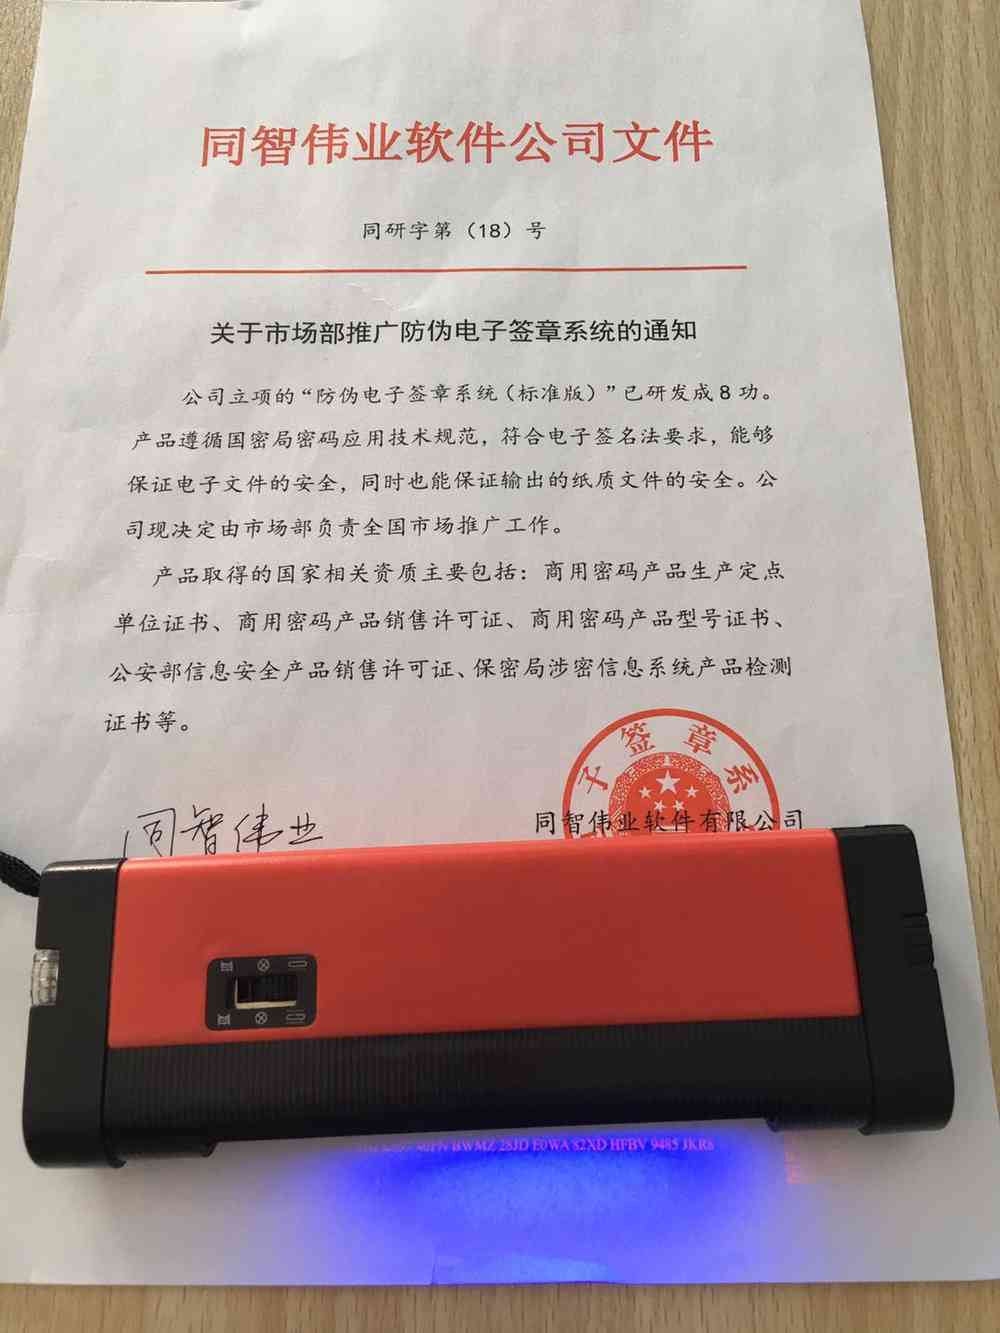 同智伟业软件公司文件
同研字第（18）号
关于市场部推广防伪电子签章系统的通知
公司立项的“防伪电子签章系统（标准版）”已研发成8功。
产品遵循国密局密码应用技术规范，符合电子签名法要求，能够
保证电子文件的安全，同时也能保证输出的纸质文件的安全。公
司现决定由市场部负责全国市场推广工作。
产品取得的国家相关资质主要包括：商用密码产品生产定点
单位证书、商用密码产品销售许可证、商用密码产品型号证书、
公安部信息安全产品销售许可证、保密局涉密信息系统产品检测
证书等。
子签章系
同智伟业
同智伟业软件有限公司
BWMZ 28JD E0WA 82XD HFBV 9485 JKR8